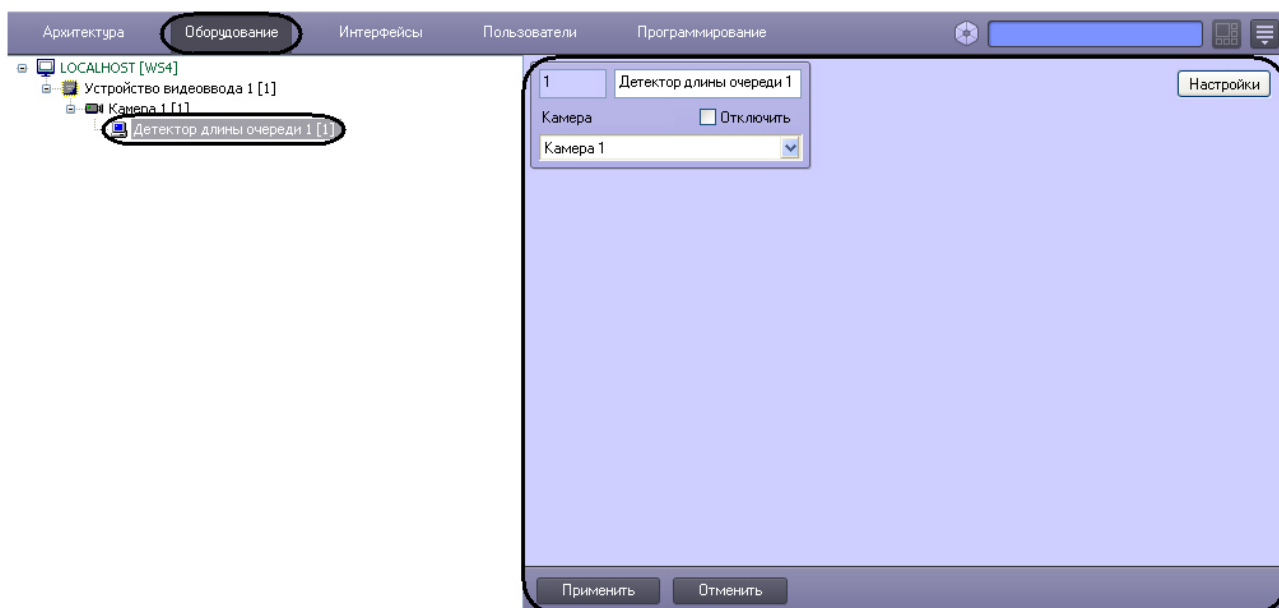 Архитектура Оборудование Интерфейсы Пользователи Программирование
LOCALHOST [WS4]
Устройство видеоввода 1 [1]
Камера 1 [1]
Детектор длины очереди 1 [1]
1 Детектор длины очереди 1
Настройки
Камера Отключить
Камера 1
Применить Отменить